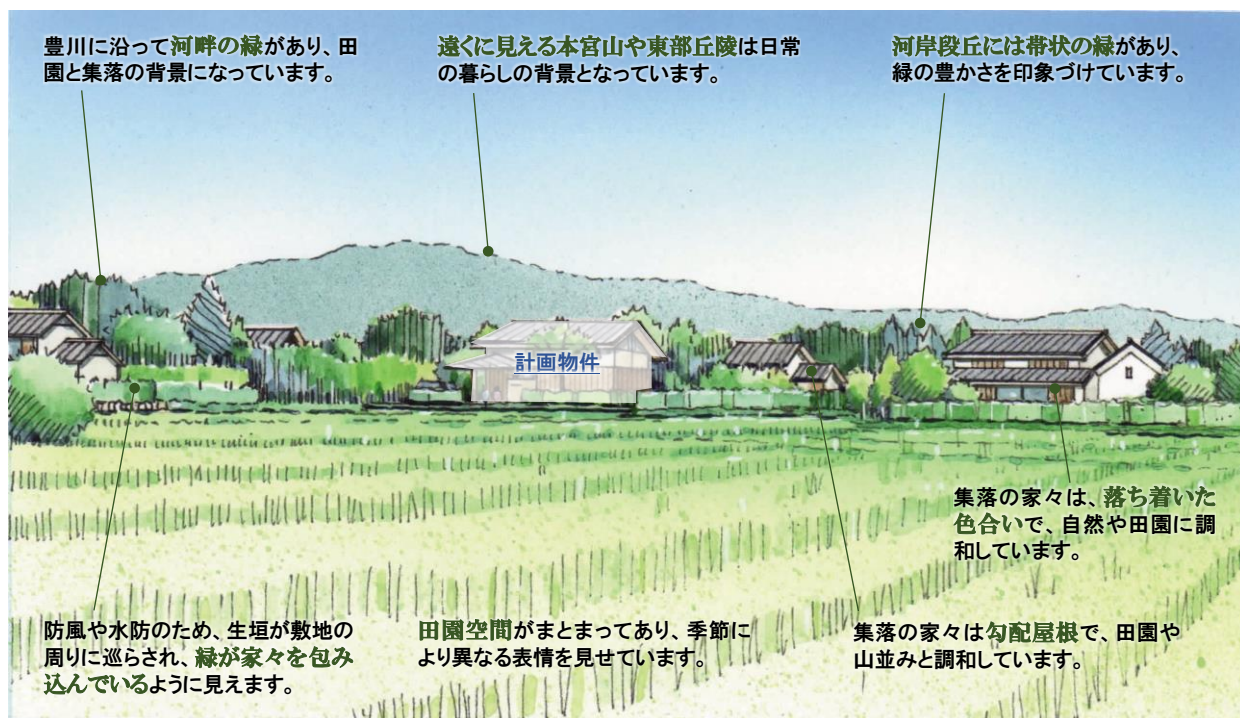 豊川に沿って河畔の緑があり、田
園と集落の背景になっています。
遠くに見える本宮山や東部丘陵は日常
の暮らしの背景となっています。
河岸段丘には帯状の緑があり、
緑の豊かさを印象づけています。
計画物件
集落の家々は、落ち着いた
色合いで、自然や田園に調
和しています。
防風や水防のため、生垣が敷地の
周りに巡らされ、緑が家々を包み
込んでいるように見えます。
田園空間がまとまってあり、季節に
より異なる表情を見せています。
集落の家々は勾配屋根で、田園や
山並みと調和しています。